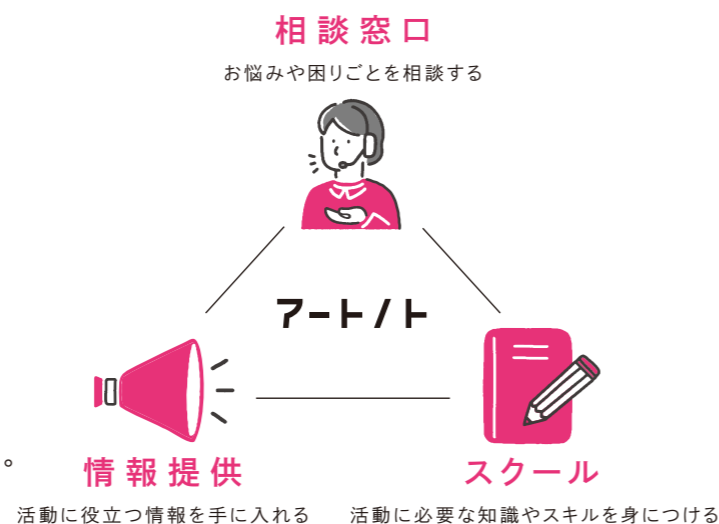 相談窓口
お悩みや困りごとを相談する
アートノト
。
情報提供
スクール
活動に役立つ情報を手に入れる
活動に必要な知識やスキルを身につける